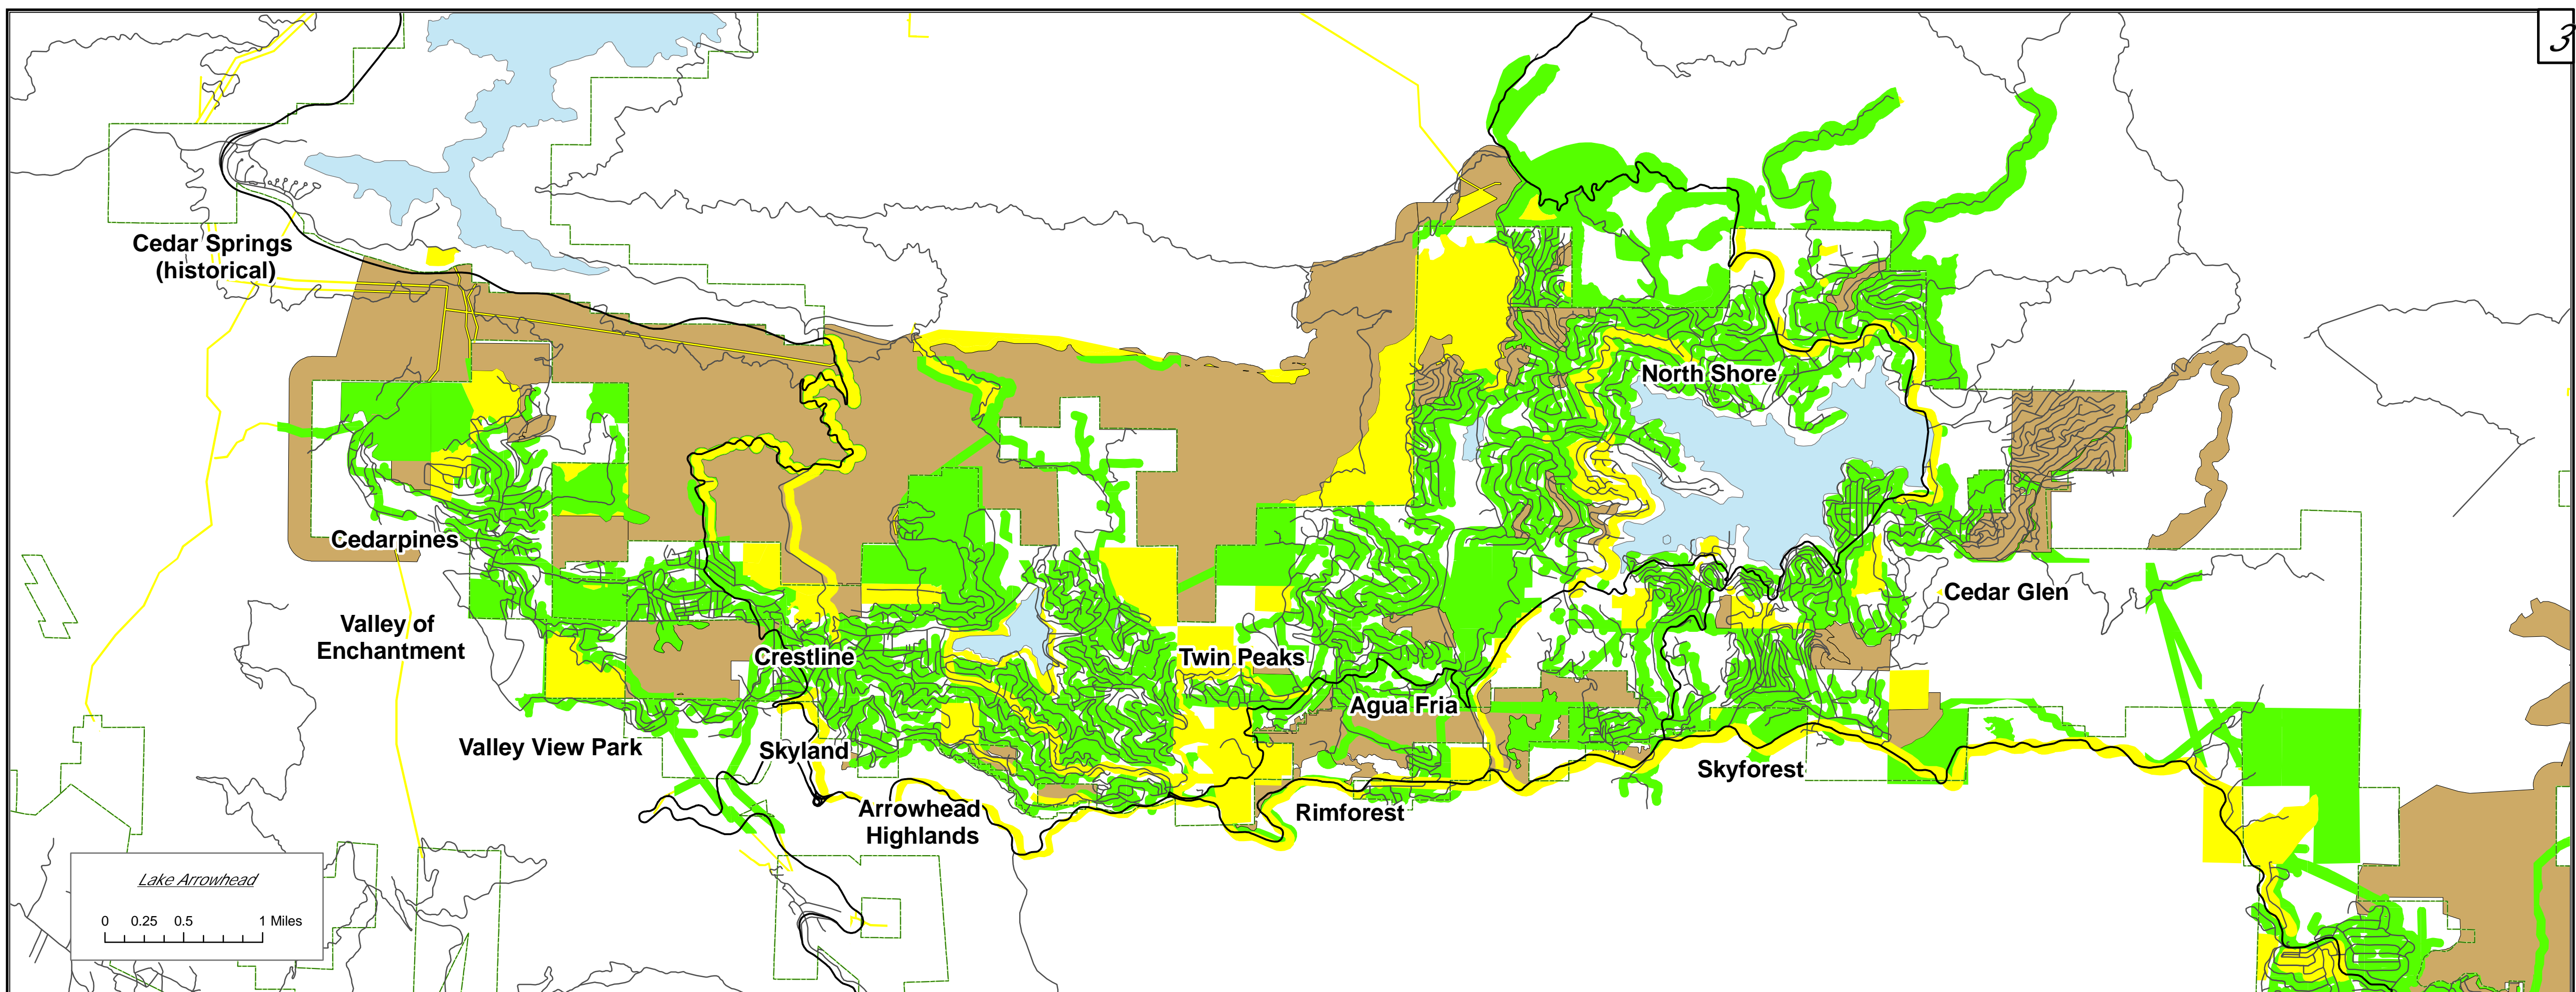 3
Cedar Springs
(historical)
North Shore
Cedarpines
Cedar Glen
Valley of
Enchantment
Crestline
Twin Peaks
Agua Fria
Valley View Park
Skyland
Skyforest
Arrowhead
Highlands
Rimforest
Lake Arrowhead
0 0.25 0.5 1 Miles